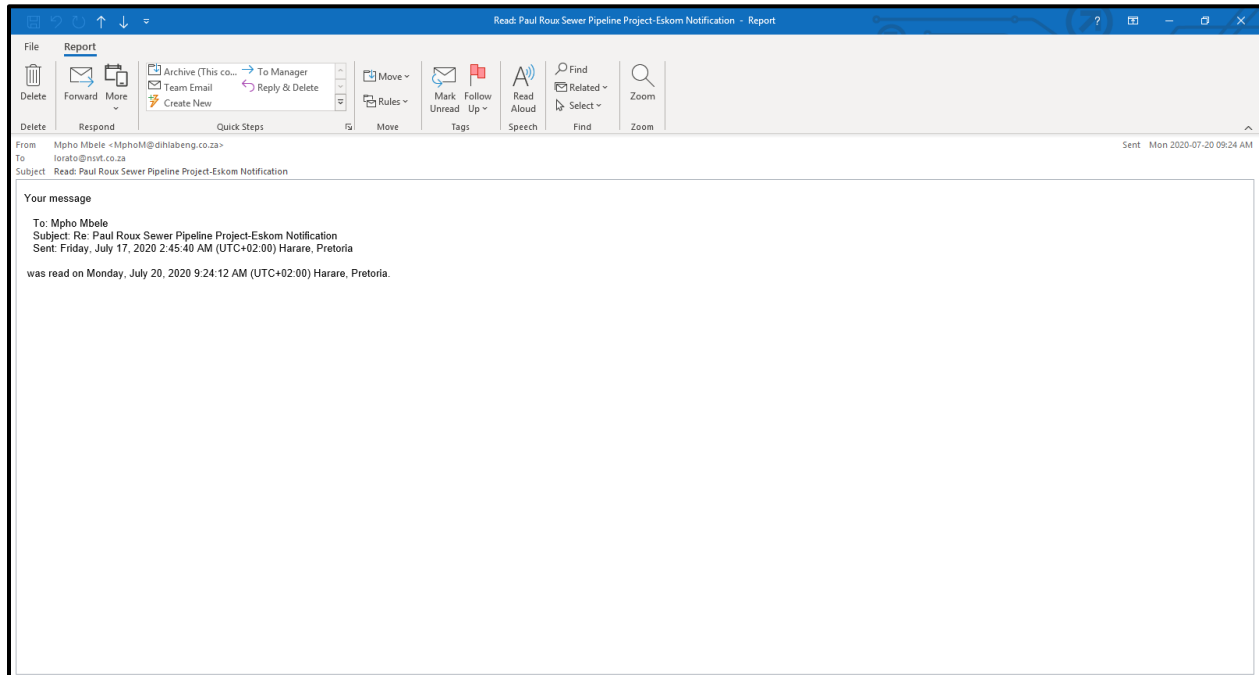 Read: Paul Roux Sewer Pipeline Project-Eskom Notification - Report
File Report
Delete
Forward
More
Archive (This co...
To Manager
Team Email
Reply & Delete
Create New
Move
Rules
Mark Unread
Follow Up
Read Aloud
Find
Related
Select
Zoom
Delete Respond Quick Steps Move Tags Speech Find Zoom
From Mpho Mbele <MphoM@dihlabeng.co.za> Sent Mon 2020-07-20 09:24 AM
To lorato@nsvt.co.za
Subject Read: Paul Roux Sewer Pipeline Project-Eskom Notification
Your message
To: Mpho Mbele
Subject: Re: Paul Roux Sewer Pipeline Project-Eskom Notification
Sent: Friday, July 17, 2020 2:45:40 AM (UTC+02:00) Harare, Pretoria
was read on Monday, July 20, 2020 9:24:12 AM (UTC+02:00) Harare, Pretoria.